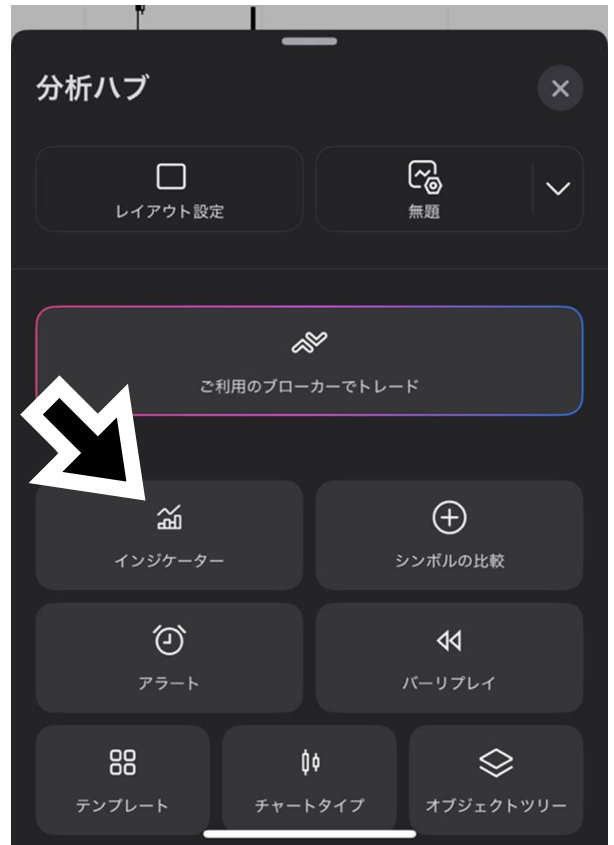 分析ハブ
レイアウト設定
無題
ご利用のブローカーでトレード
インジケーター
シンボルの比較
アラート
バーリプレイ
テンプレート
チャートタイプ
オブジェクトツリー